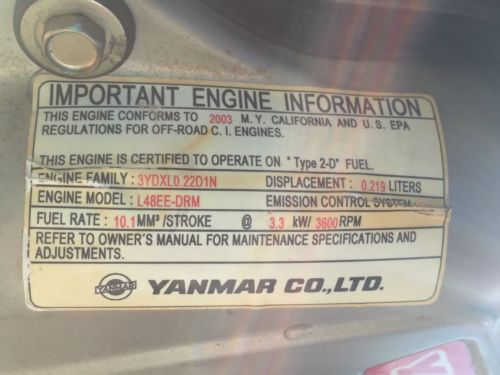 IMPORTANT ENGINE INFORMATION
THIS ENGINE CONFORMS TO 2003 M.Y. CALIFORNIA AND U.S. EPA
REGULATIONS FOR OFF-ROAD C.I. ENGINES.
THIS ENGINE IS CERTIFIED TO OPERATE ON "Type 2-D" FUEL.
ENGINE FAMILY : 3YDXL0.22D1N DISPLACEMENT : 0.219 LITERS
ENGINE MODEL : L48EE-DRM EMISSION CONTROL SYSTEM :
FUEL RATE : 10.1 MM³/STROKE @ 3.3 kW/ 3600 RPM
REFER TO OWNER'S MANUAL FOR MAINTENANCE SPECIFICATIONS AND
ADJUSTMENTS.
YANMAR YANMAR CO.,LTD.